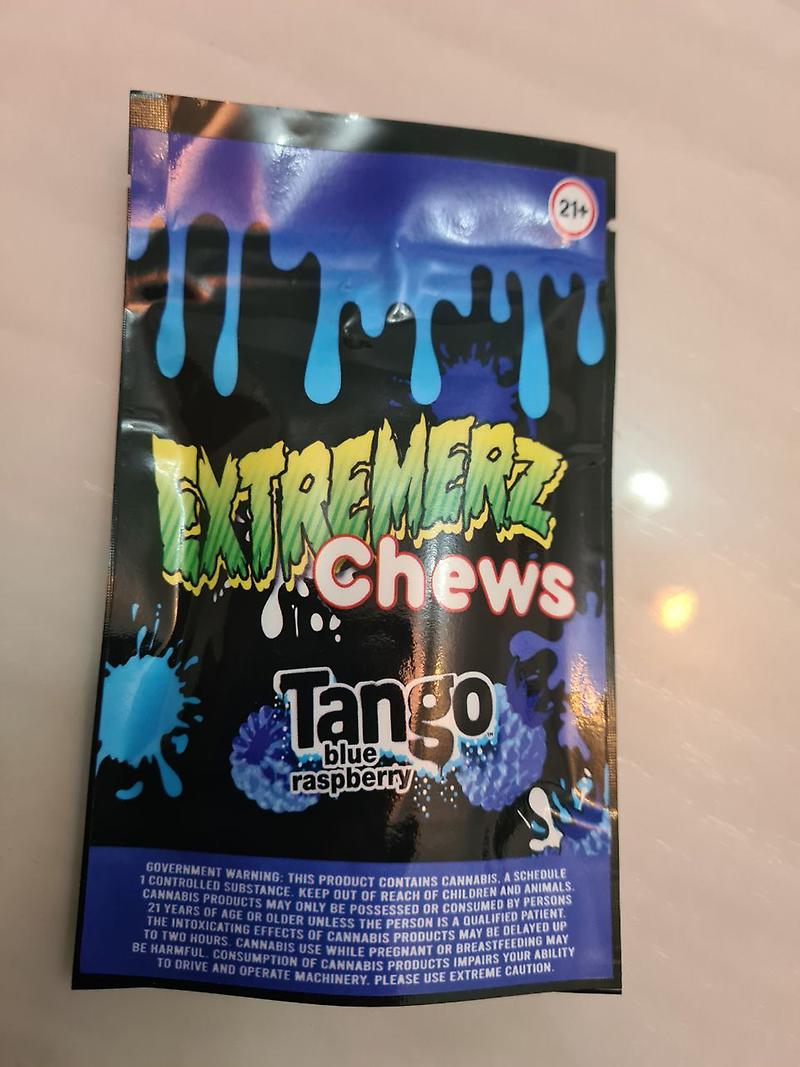 21+
EXTREMERZ
Chews
Tango™
blue
raspberry
GOVERNMENT WARNING: THIS PRODUCT CONTAINS CANNABIS, A SCHEDULE
1 CONTROLLED SUBSTANCE. KEEP OUT OF REACH OF CHILDREN AND ANIMALS.
CANNABIS PRODUCTS MAY ONLY BE POSSESSED OR CONSUMED BY PERSONS
21 YEARS OF AGE OR OLDER UNLESS THE PERSON IS A QUALIFIED PATIENT.
THE INTOXICATING EFFECTS OF CANNABIS PRODUCTS MAY BE DELAYED UP
TO TWO HOURS. CANNABIS USE WHILE PREGNANT OR BREASTFEEDING MAY
BE HARMFUL. CONSUMPTION OF CANNABIS PRODUCTS IMPAIRS YOUR ABILITY
TO DRIVE AND OPERATE MACHINERY. PLEASE USE EXTREME CAUTION.